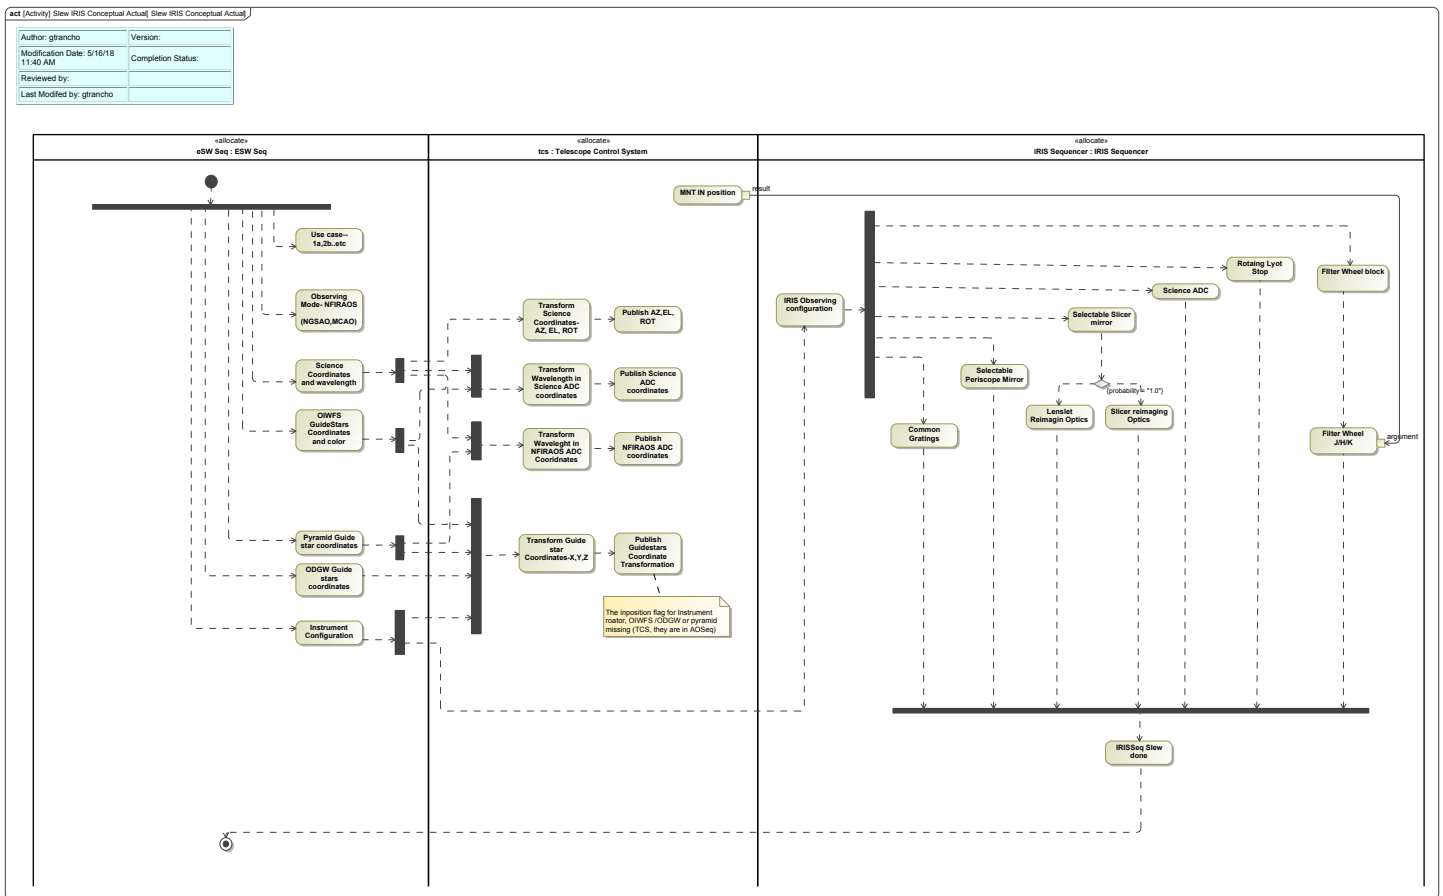 act [Activity] Slew IRIS Conceptual Actual[ Slew IRIS Conceptual Actual]
Author: gtrancho
Version:
Modification Date: 5/16/18
11:40 AM
Completion Status:
Reviewed by:
Last Modifed by: gtrancho
«allocate»
eSW Seq : ESW Seq
«allocate»
tcs : Telescope Control System
«allocate»
iRIS Sequencer : IRIS Sequencer
Use case--
1a,2b..etc
Observing
Mode- NFIRAOS
(NGSAO,MCAO)
Science
Coordinates
and wavelength
OIWFS
GuideStars
Coordinates
and color
Pyramid Guide
star coordinates
ODGW Guide
stars
coordinates
Instrument
Configuration
MNT IN position
result
Transform
Science
Coordinates-
AZ, EL, ROT
Publish AZ,EL,
ROT
Transform
Wavelength in
Science ADC
coordinates
Publish Science
ADC
coordinates
Transform
Waveleght in
NFIRAOS ADC
Cooridnates
Publish
NFIRAOS ADC
coordinates
Transform Guide
star
Coordinates-X,Y,Z
Publish
Guidestars
Coordinate
Transformation
The inposition flag for Instrument
roator, OIWFS /ODGW or pyramid
missing (TCS, they are in AOSeq)
IRIS Observing
configuration
Rotaing Lyot
Stop
Filter Wheel block
Science ADC
Selectable Slicer
mirror
Selectable
Periscope Mirror
{probability= "1.0"}
Lenslet
Reimagin Optics
Slicer reimaging
Optics
Common
Gratings
Filter Wheel
J/H/K
argument
IRISSeq Slew
done